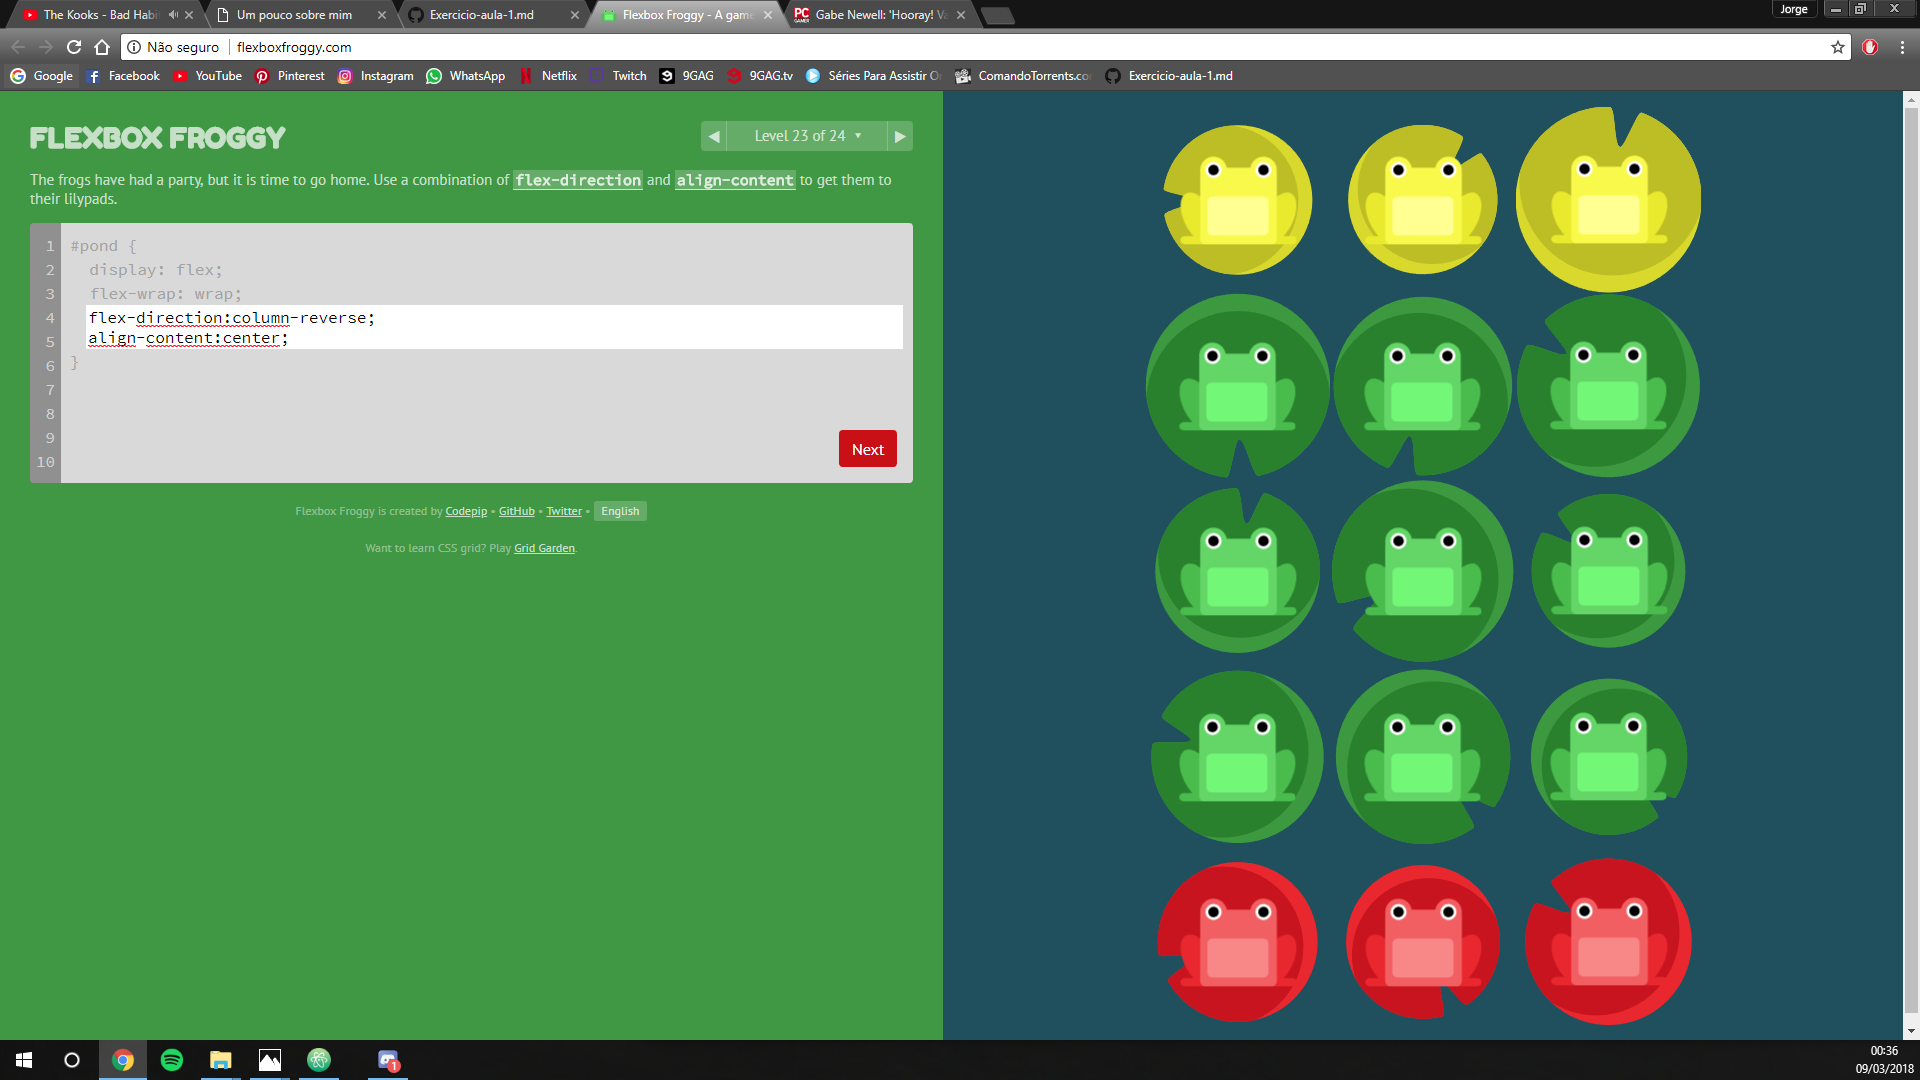 The Kooks - Bad Habi
Um pouco sobre mim
Exercicio-aula-1.md
Flexbox Froggy - A game
PC GAMER
Gabe Newell: 'Hooray! Va
Jorge
Não seguro
flexboxfroggy.com
Google
Facebook
YouTube
Pinterest
Instagram
WhatsApp
Netflix
Twitch
9GAG
9GAG.tv
Séries Para Assistir On
ComandoTorrents.co
Exercicio-aula-1.md
FLEXBOX FROGGY
◀ Level 23 of 24 ▾ ▶
The frogs have had a party, but it is time to go home. Use a combination of flex-direction and align-content to get them to
their lilypads.
1 #pond {
2 display: flex;
3 flex-wrap: wrap;
4 flex-direction:column-reverse;
5 align-content:center;
6 }
7
8
9
10
Next
Flexbox Froggy is created by Codepip • GitHub • Twitter • English
Want to learn CSS grid? Play Grid Garden.
1
00:36
09/03/2018